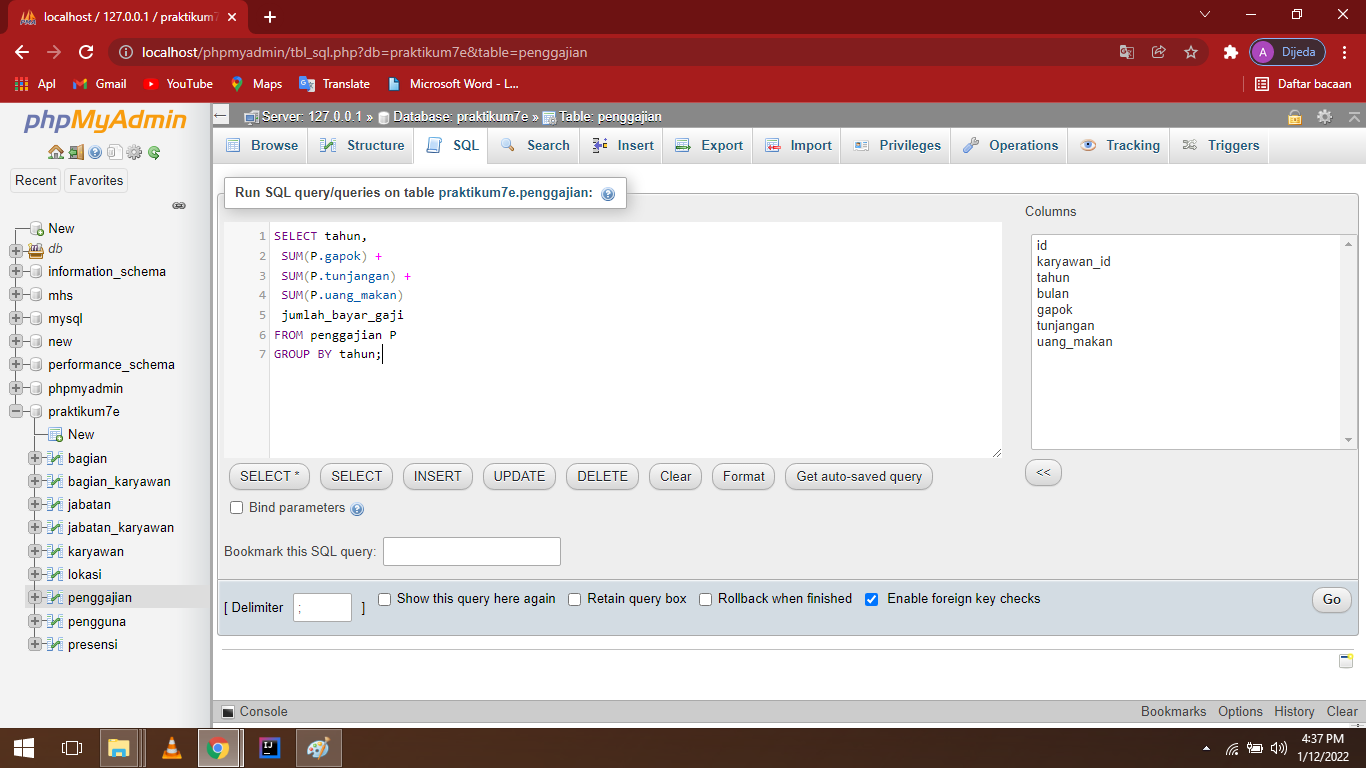 localhost / 127.0.0.1 / praktikum7
localhost/phpmyadmin/tbl_sql.php?db=praktikum7e&table=penggajian
A Dijeda
Apl Gmail YouTube Maps Translate Microsoft Word - L... Daftar bacaan
phpMyAdmin
Recent Favorites
New
db
information_schema
mhs
mysql
new
performance_schema
phpmyadmin
praktikum7e
New
bagian
bagian_karyawan
jabatan
jabatan_karyawan
karyawan
lokasi
penggajian
pengguna
presensi
Server: 127.0.0.1 » Database: praktikum7e » Table: penggajian
Browse Structure SQL Search Insert Export Import Privileges Operations Tracking Triggers
Run SQL query/queries on table praktikum7e.penggajian:
1 SELECT tahun,
2 SUM(P.gapok) +
3 SUM(P.tunjangan) +
4 SUM(P.uang_makan)
5 jumlah_bayar_gaji
6 FROM penggajian P
7 GROUP BY tahun;
Columns
id
karyawan_id
tahun
bulan
gapok
tunjangan
uang_makan
<<
SELECT * SELECT INSERT UPDATE DELETE Clear Format Get auto-saved query
Bind parameters
Bookmark this SQL query:
[ Delimiter ; ] Show this query here again Retain query box Rollback when finished Enable foreign key checks Go
Console Bookmarks Options History Clear
4:37 PM
1/12/2022